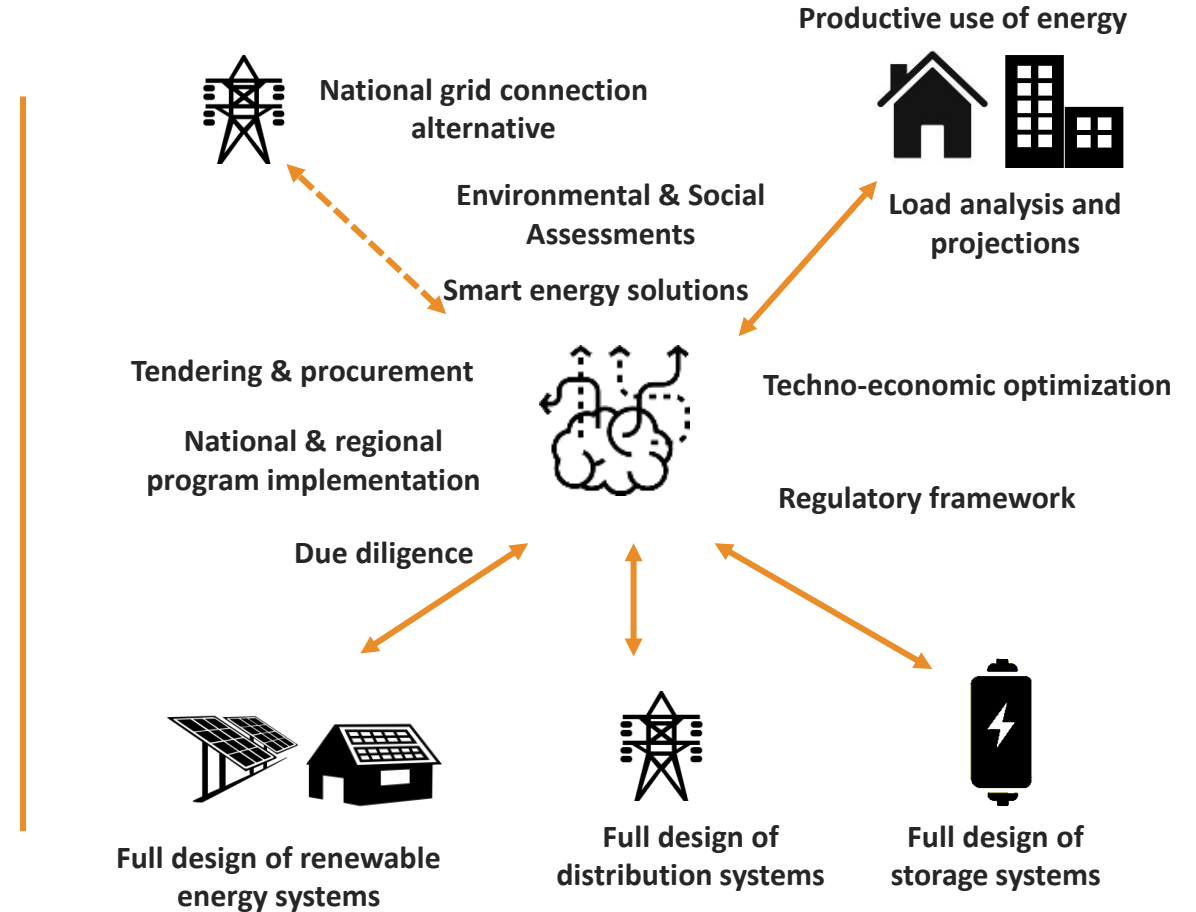 Productive use of energy
National grid connection
alternative
Environmental & Social
Assessments
Load analysis and
projections
Smart energy solutions
Tendering & procurement
Techno-economic optimization
National & regional
program implementation
Regulatory framework
Due diligence
Full design of renewable
energy systems
Full design of
distribution systems
Full design of
storage systems